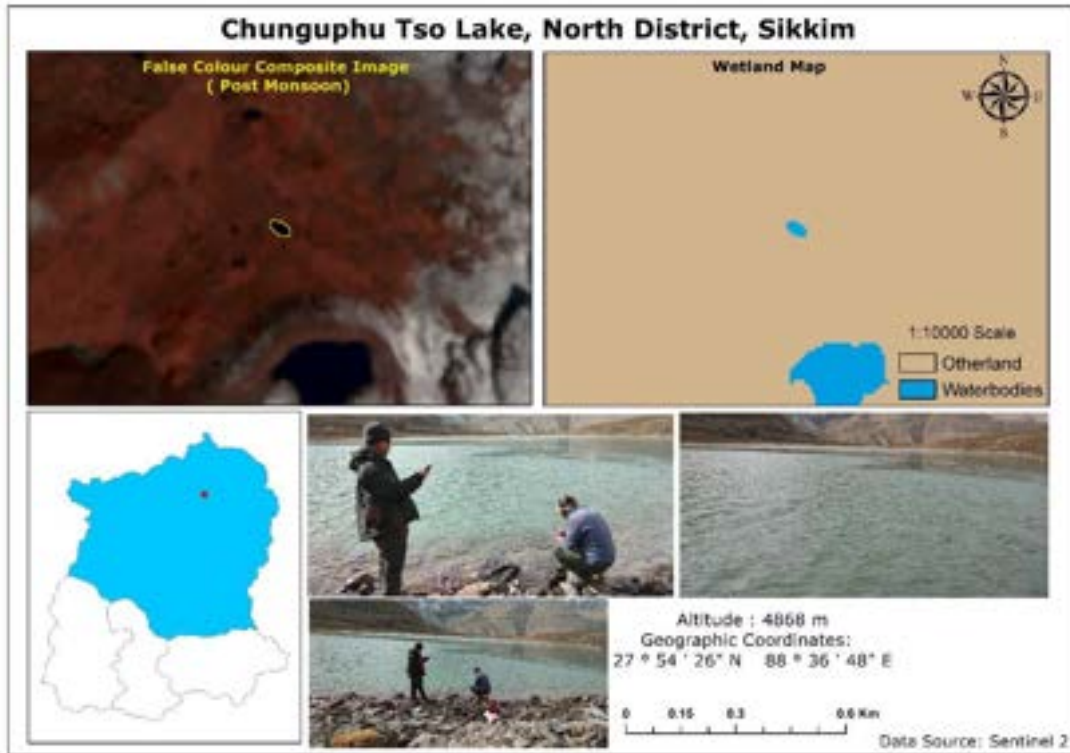 Chunguphu Tso Lake, North District, Sikkim
False Colour Composite Image
( Post Monsoon)
Wetland Map
N
W
E
S
1:10000 Scale
Otherland
Waterbodies
Altitude : 4868 m
Geographic Coordinates:
27 ° 54 ' 26" N 88 ° 36 ' 48" E
0 0.15 0.3 0.6 Km
Data Source: Sentinel 2